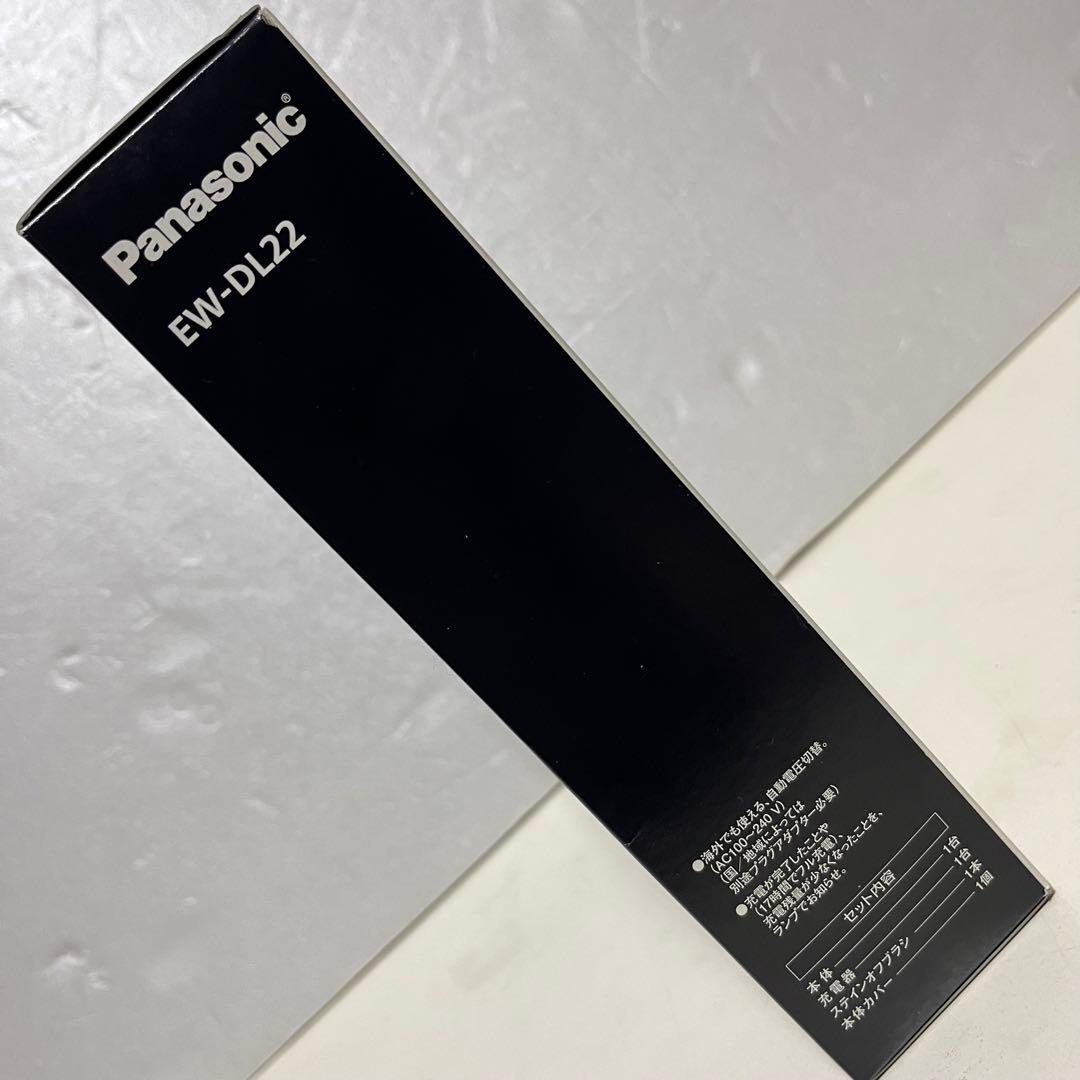 Panasonic®
EW-DL22
●海外でも使える、自動電圧切替。
(AC100～240 V)
(国／地域によっては
別途プラグアダプター必要)
●充電が完了したことや
(17時間でフル充電)、
充電残量が少なくなったことを、
ランプでお知らせ。
セット内容
本体 1台
充電器 1台
ステインオフブラシ 1本
本体カバー 1個